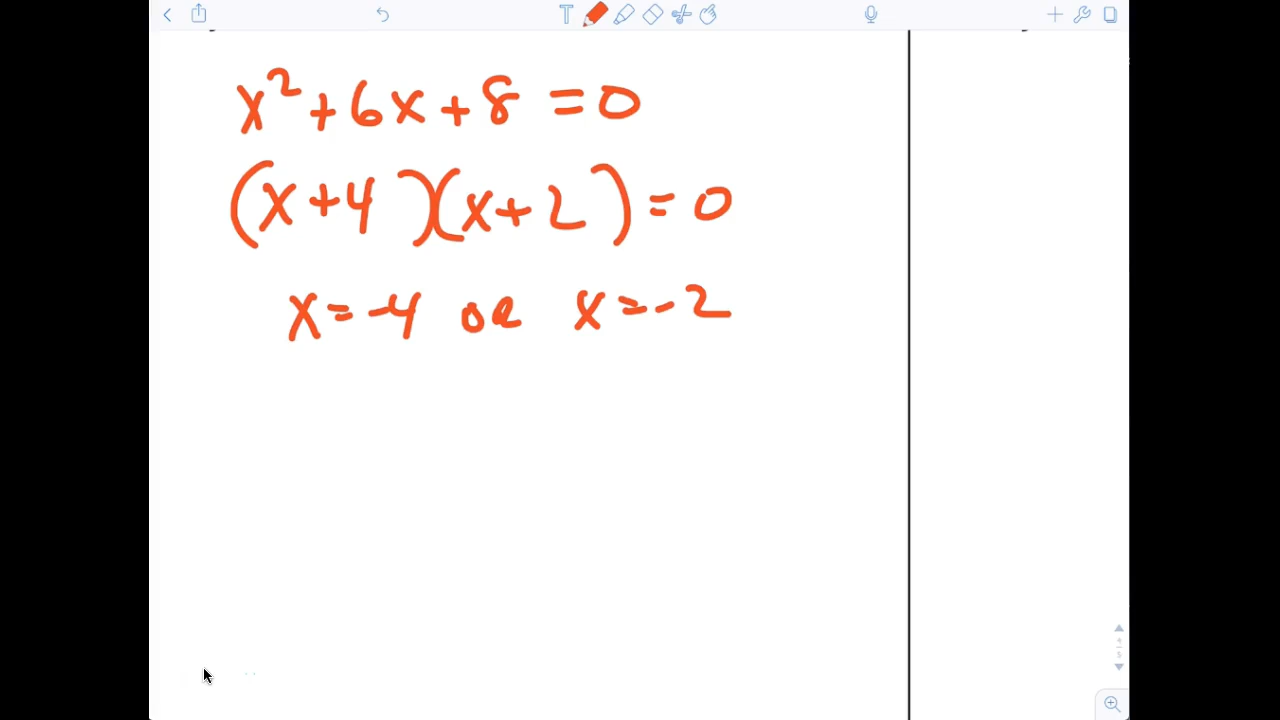 x²+6x+8=0
(x+4)(x+2)=0
x=-4 or x=-2